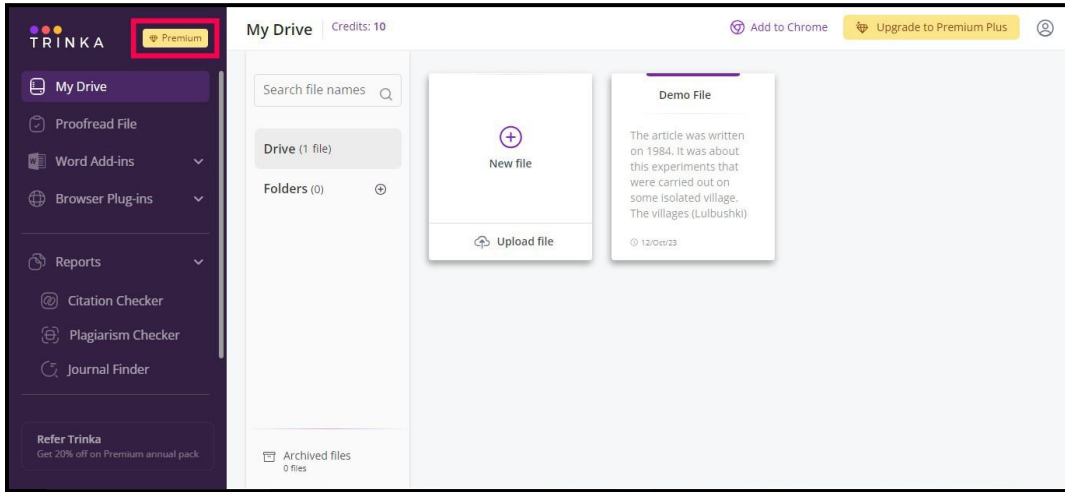 TRINKA
Premium
My Drive
Proofread File
Word Add-ins
Browser Plug-ins
Reports
Citation Checker
Plagiarism Checker
Journal Finder
Refer Trinka
Get 20% off on Premium annual pack
My Drive
Credits: 10
Add to Chrome
Upgrade to Premium Plus
Search file names
Drive (1 file)
Folders (0)
Archived files
0 files
New file
Upload file
Demo File
The article was written
on 1984. It was about
this experiments that
were carried out on
some isolated village.
The villages (Lulbushki)
12/Oct/23